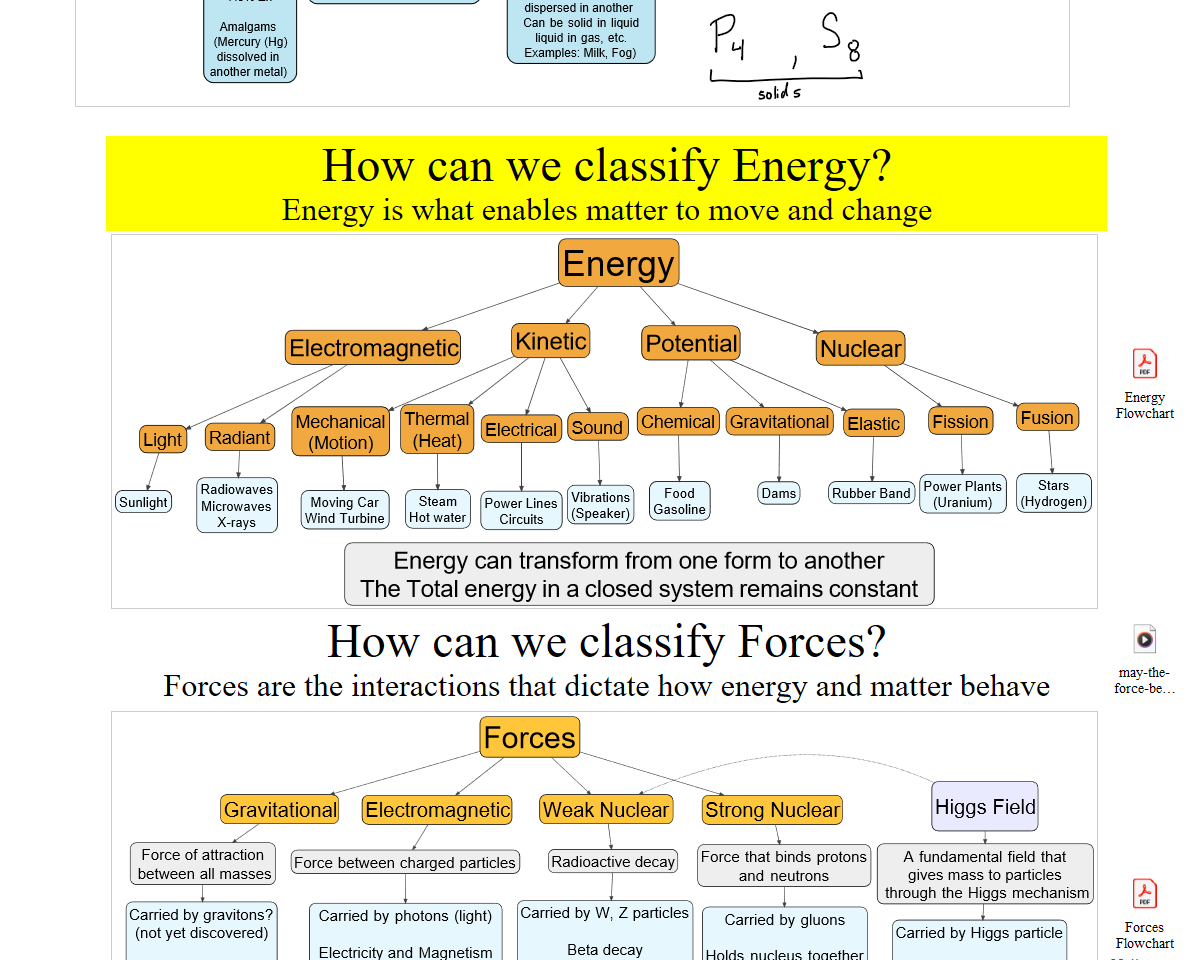 Amalgams
(Mercury (Hg)
dissolved in
another metal)
dispersed in another
Can be solid in liquid
liquid in gas, etc.
Examples: Milk, Fog)
P4 , S8
solids
How can we classify Energy?
Energy is what enables matter to move and change
Energy
Electromagnetic
Kinetic
Potential
Nuclear
Light
Radiant
Mechanical
(Motion)
Thermal
(Heat)
Electrical
Sound
Chemical
Gravitational
Elastic
Fission
Fusion
Sunlight
Radiowaves
Microwaves
X-rays
Moving Car
Wind Turbine
Steam
Hot water
Power Lines
Circuits
Vibrations
(Speaker)
Food
Gasoline
Dams
Rubber Band
Power Plants
(Uranium)
Stars
(Hydrogen)
Energy can transform from one form to another
The Total energy in a closed system remains constant
PDF
Energy
Flowchart
How can we classify Forces?
Forces are the interactions that dictate how energy and matter behave
may-the-
force-be...
Forces
Gravitational
Electromagnetic
Weak Nuclear
Strong Nuclear
Higgs Field
Force of attraction
between all masses
Force between charged particles
Radioactive decay
Force that binds protons
and neutrons
A fundamental field that
gives mass to particles
through the Higgs mechanism
Carried by gravitons?
(not yet discovered)
Carried by photons (light)
Electricity and Magnetism
Carried by W, Z particles
Beta decay
Carried by gluons
Holds nucleus together
Carried by Higgs particle
PDF
Forces
Flowchart